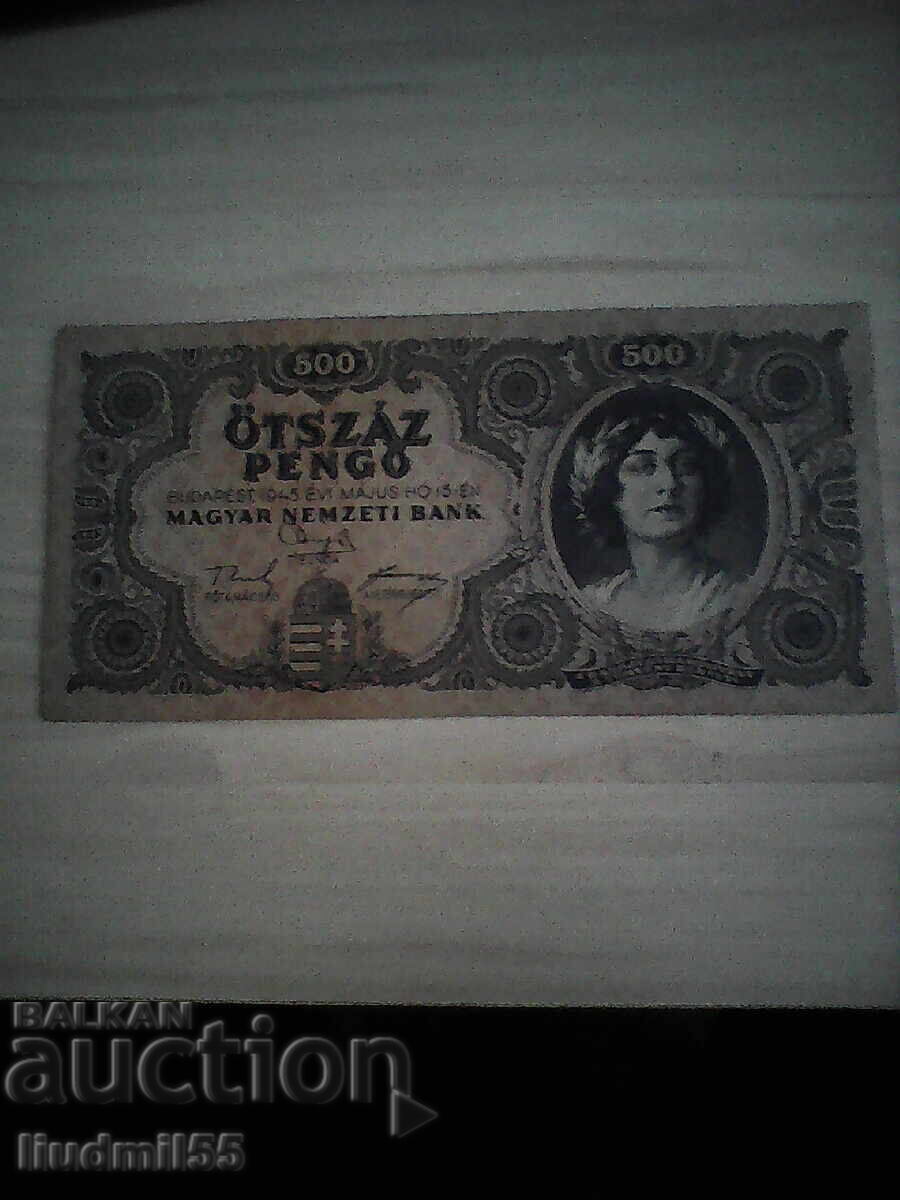 500
500
ÖTSZÁZ
PENGŐ
BUDAPEST 1945 ÉVI MÁJUS HÓ 15-ÉN
MAGYAR NEMZETI BANK
BALKAN
auction
liudmil55